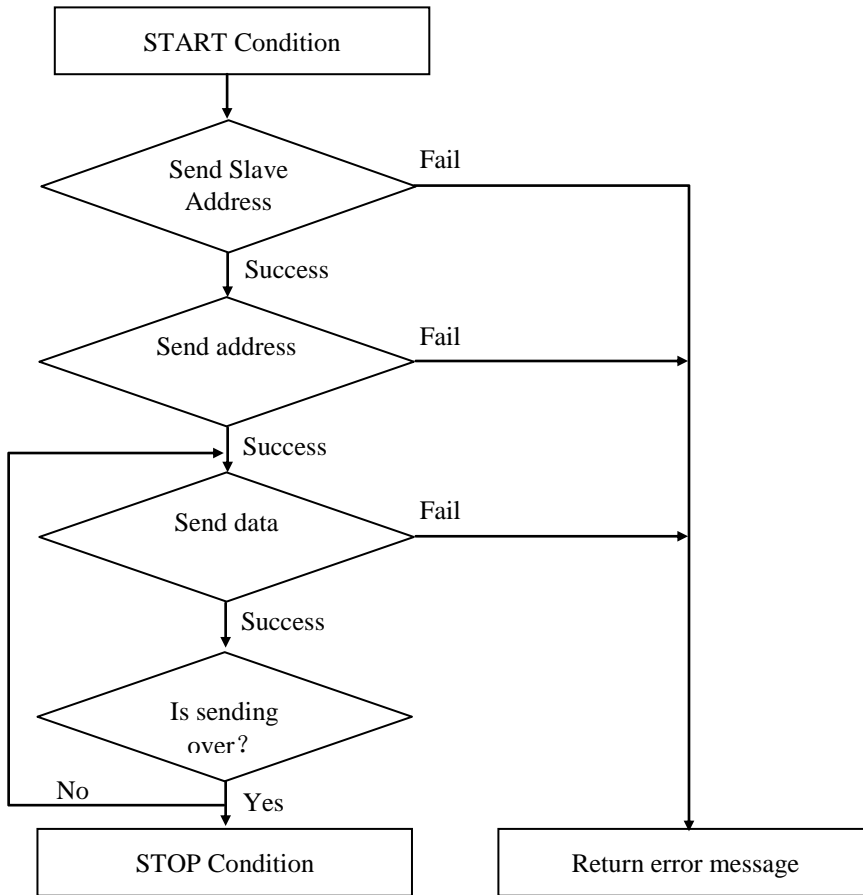 START Condition
Send Slave
Address
Fail
Success
Send address
Fail
Success
Send data
Fail
Success
Is sending
over？
No
Yes
STOP Condition
Return error message